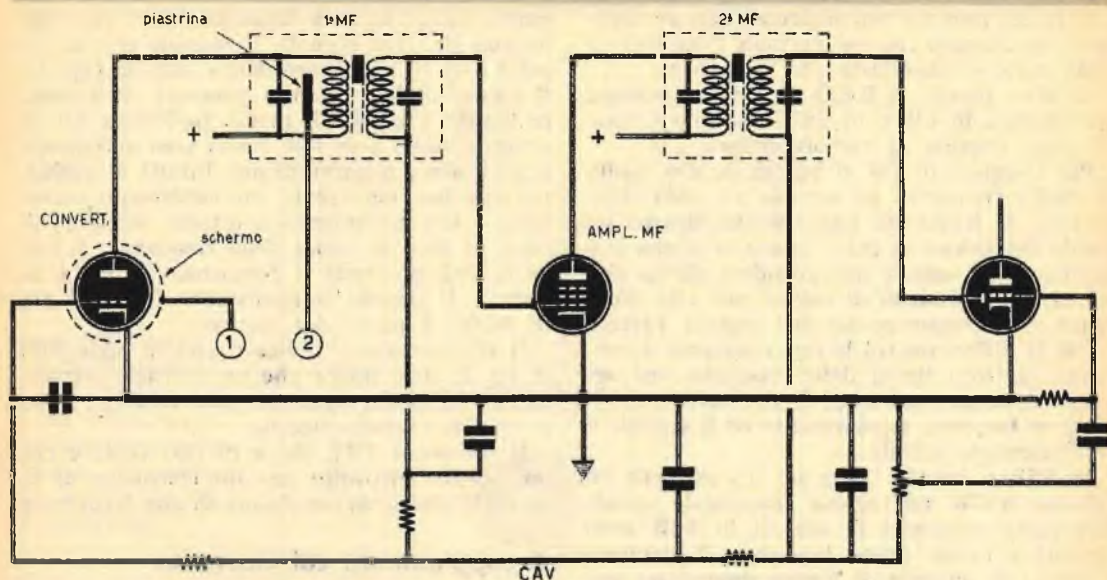 piastrina
1ª MF
2ª MF
CONVERT.
schermo
AMPL. MF
1
2
+
+
CAV